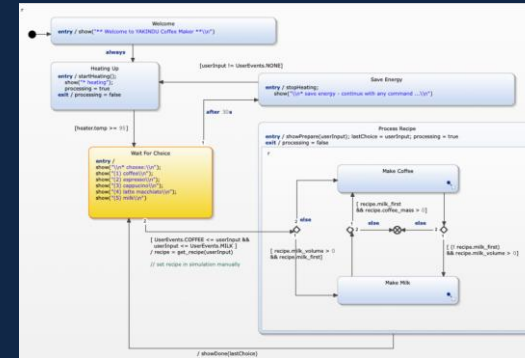 Welcome
entry / show("** Welcome to YAKINDU Coffee Maker **\\n")
always
Heating Up
entry / startHeating();
show("* heating");
processing = true
exit / processing = false
[userInput != UserEvents.NONE]
Save Energy
entry / stopHeating;
show("\\n* save energy - continue with any command ...\\n")
after 30s
[heater.temp >= 95]
Wait For Choice
entry /
show("\\n* choose:\\n");
show("(1) coffee\\n");
show("(2) espresso\\n");
show("(3) cappuccino\\n");
show("(4) latte macchiato\\n");
show("(5) milk\\n")
Process Recipe
entry / showPrepare(userInput); lastChoice = userInput; processing = true
exit / processing = false
Make Coffee
[ recipe.milk_first
&& recipe.coffee_mass > 0]
else
else
else
[ UserEvents.COFFEE <= userInput &&
userInput <= UserEvents.MILK ]
/ recipe = get_recipe(userInput)
// set recipe in simulation manually
[ recipe.milk_volume > 0
&& recipe.milk_first]
[ (! recipe.milk_first)
&& recipe.milk_volume > 0]
Make Milk
/ showDone(lastChoice)